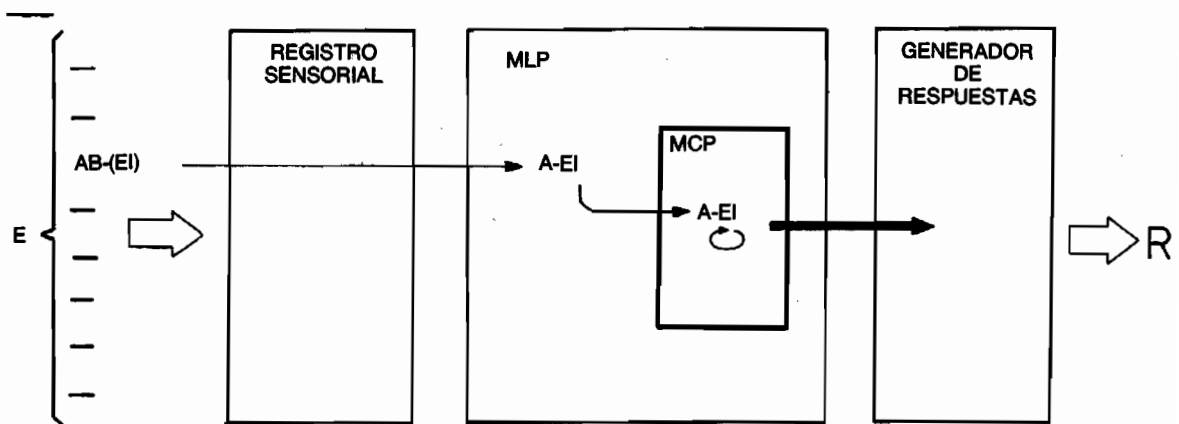 REGISTRO
SENSORIAL
MLP
GENERADOR
DE
RESPUESTAS
MCP
AB-(EI)
A-EI
A-EI
E
R